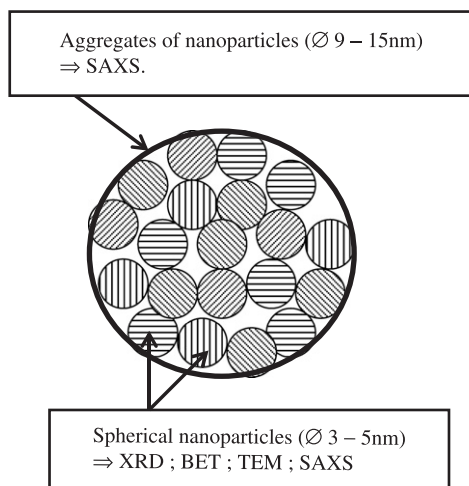 Aggregates of nanoparticles (∅ 9 – 15nm)
⇒ SAXS.
Spherical nanoparticles (∅ 3 – 5nm)
⇒ XRD ; BET ; TEM ; SAXS